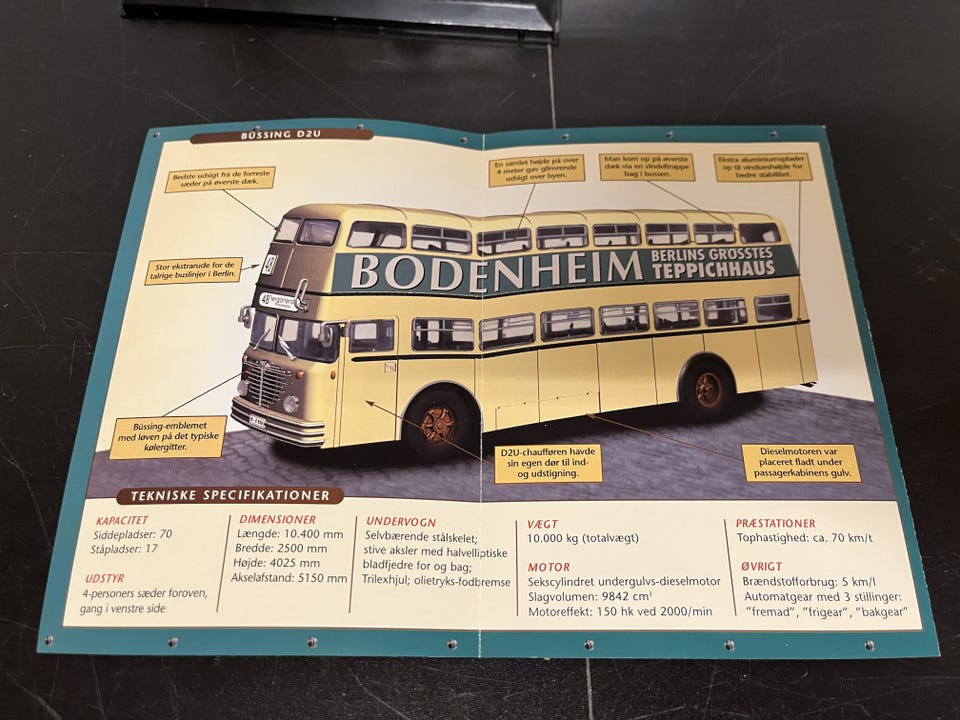 BÜSSING D2U
Bedste udsigt fra de forreste
sæder på øverste dæk.
En samlet højde på over
4 meter gav glimrende
udsigt over byen.
Man kom op på øverste
dæk via en vindeltrappe
bag i bussen.
Ekstra aluminiumsplader
op til vindueshøjde for
bedre stabilitet.
Stor ekstrarude for de
talrige buslinjer i Berlin.
48
48
BODENHEIM
BERLINS GROSSTES
TEPPICHHAUS
Büssing-emblemet
med løven på det typiske
kølergitter.
D2U-chaufføren havde
sin egen dør til ind-
og udstigning.
Dieselmotoren var
placeret fladt under
passagerkabinens gulv.
TEKNISKE SPECIFIKATIONER
KAPACITET
Siddepladser: 70
Ståpladser: 17
UDSTYR
4-personers sæder foroven,
gang i venstre side
DIMENSIONER
Længde: 10.400 mm
Bredde: 2500 mm
Højde: 4025 mm
Akselafstand: 5150 mm
UNDERVOGN
Selvbærende stålskelet;
stive aksler med halvelliptiske
bladfjedre for og bag;
Trilexhjul; olietryks-fodbremse
VÆGT
10.000 kg (totalvægt)
MOTOR
Sekscylindret undergulvs-dieselmotor
Slagvolumen: 9842 cm³
Motoreffekt: 150 hk ved 2000/min
PRÆSTATIONER
Tophastighed: ca. 70 km/t
ØVRIGT
Brændstofforbrug: 5 km/l
Automatgear med 3 stillinger:
"fremad", "frigear", "bakgear"